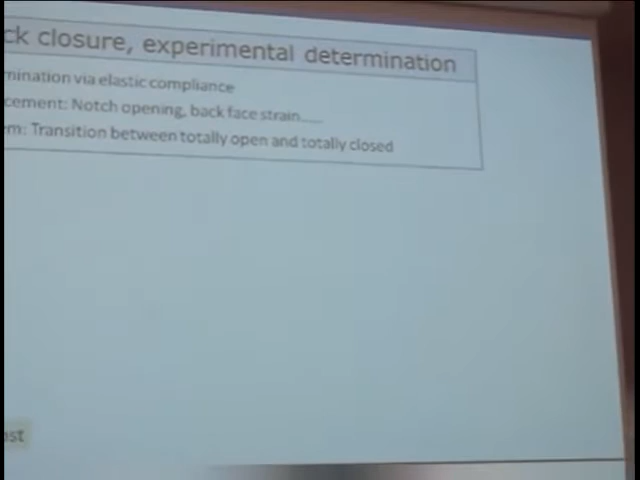 ck closure, experimental determination
mination via elastic compliance
cement: Notch opening, back face strain.....
em: Transition between totally open and totally closed
ast